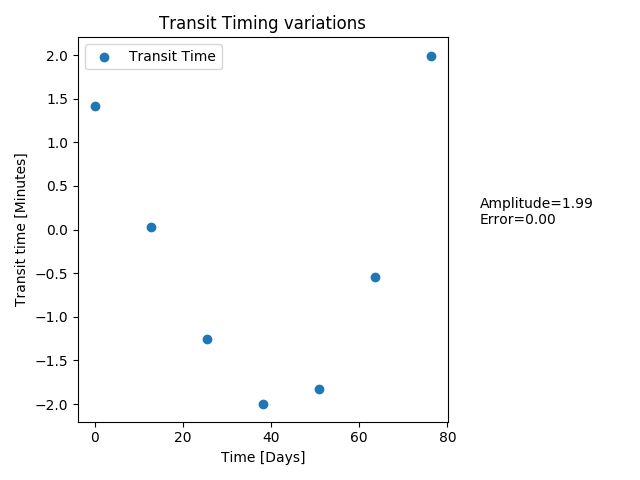 Transit Timing variations
Transit Time
2.0
1.5
1.0
0.5
0.0
−0.5
−1.0
−1.5
−2.0
Transit time [Minutes]
Amplitude=1.99
Error=0.00
0 20 40 60 80
Time [Days]